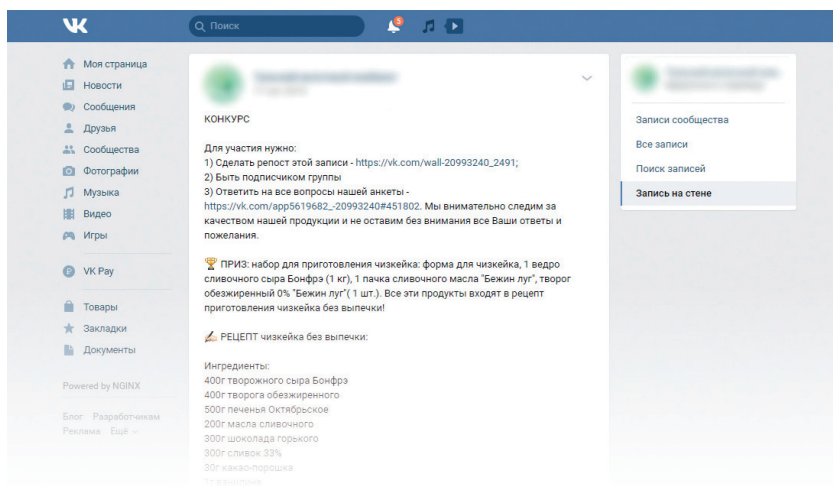 Поиск
5
Моя страница
Новости
Сообщения
Друзья
Сообщества
Фотографии
Музыка
Видео
Игры
VK Pay
Товары
Закладки
Документы
Powered by NGINX
Блог Разработчикам
Реклама Ещё
КОНКУРС
Для участия нужно:
1) Сделать репост этой записи - https://vk.com/wall-20993240_2491;
2) Быть подписчиком группы
3) Ответить на все вопросы нашей анкеты -
https://vk.com/app5619682_-20993240#451802. Мы внимательно следим за
качеством нашей продукции и не оставим без внимания все Ваши ответы и
пожелания.
ПРИЗ: набор для приготовления чизкейка: форма для чизкейка, 1 ведро
сливочного сыра Бонфрэ (1 кг), 1 пачка сливочного масла "Бежин луг", творог
обезжиренный 0% "Бежин луг"( 1 шт.). Все эти продукты входят в рецепт
приготовления чизкейка без выпечки!
РЕЦЕПТ чизкейка без выпечки:
Ингредиенты:
400г творожного сыра Бонфрэ
400г творога обезжиренного
500г печенья Октябрьское
200г масла сливочного
300г шоколада горького
300г сливок 33%
30г какао-порошка
Записи сообщества
Все записи
Поиск записей
Запись на стене